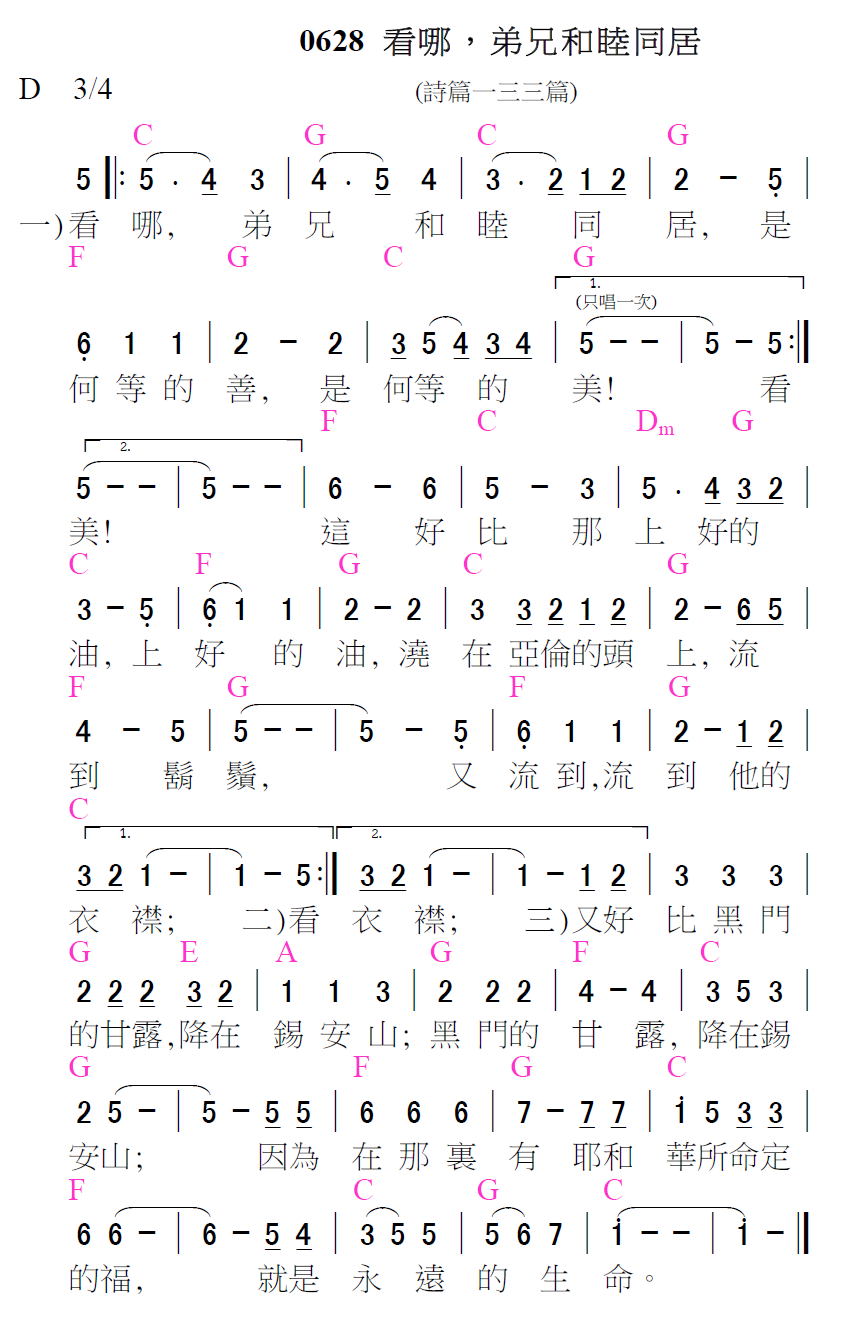 0628 看哪，弟兄和睦同居
D 3/4 (詩篇一三三篇)
C G C G
5 ‖: 5 . 4 3 | 4 . 5 4 | 3 . 2 1 2 | 2 - 5 |
一)看 哪, 弟 兄 和 睦 同 居, 是
F G C G
1.
(只唱一次)
6 1 1 | 2 - 2 | 3 5 4 3 4 | 5 - - | 5 - 5 :‖
何 等 的 善, 是 何等 的 美! 看
F C Dm G
2.
5 - - | 5 - - | 6 - 6 | 5 - 3 | 5 . 4 3 2 |
美! 這 好 比 那 上 好的
C F G C G
3 - 5 | 6 1 1 | 2 - 2 | 3 3 2 1 2 | 2 - 6 5 |
油, 上 好 的 油, 澆 在 亞倫的頭 上, 流
F G F G
4 - 5 | 5 - - | 5 - 5 | 6 1 1 | 2 - 1 2 |
到 鬍 鬚, 又 流 到,流 到 他的
C
1. 2.
3 2 1 - | 1 - 5 :‖ 3 2 1 - | 1 - 1 2 | 3 3 3 |
衣 襟; 二)看 衣 襟; 三)又好 比 黑 門
G E A G F C
2 2 2 3 2 | 1 1 3 | 2 2 2 | 4 - 4 | 3 5 3 |
的甘露,降在 錫 安 山; 黑 門的 甘 露, 降在錫
G F G C
2 5 - | 5 - 5 5 | 6 6 6 | 7 - 7 7 | i 5 3 3 |
安山; 因為 在 那 裏 有 耶和 華所命定
F C G C
6 6 - | 6 - 5 4 | 3 5 5 | 5 6 7 | i - - | i - ‖
的福, 就是 永 遠 的 生 命。